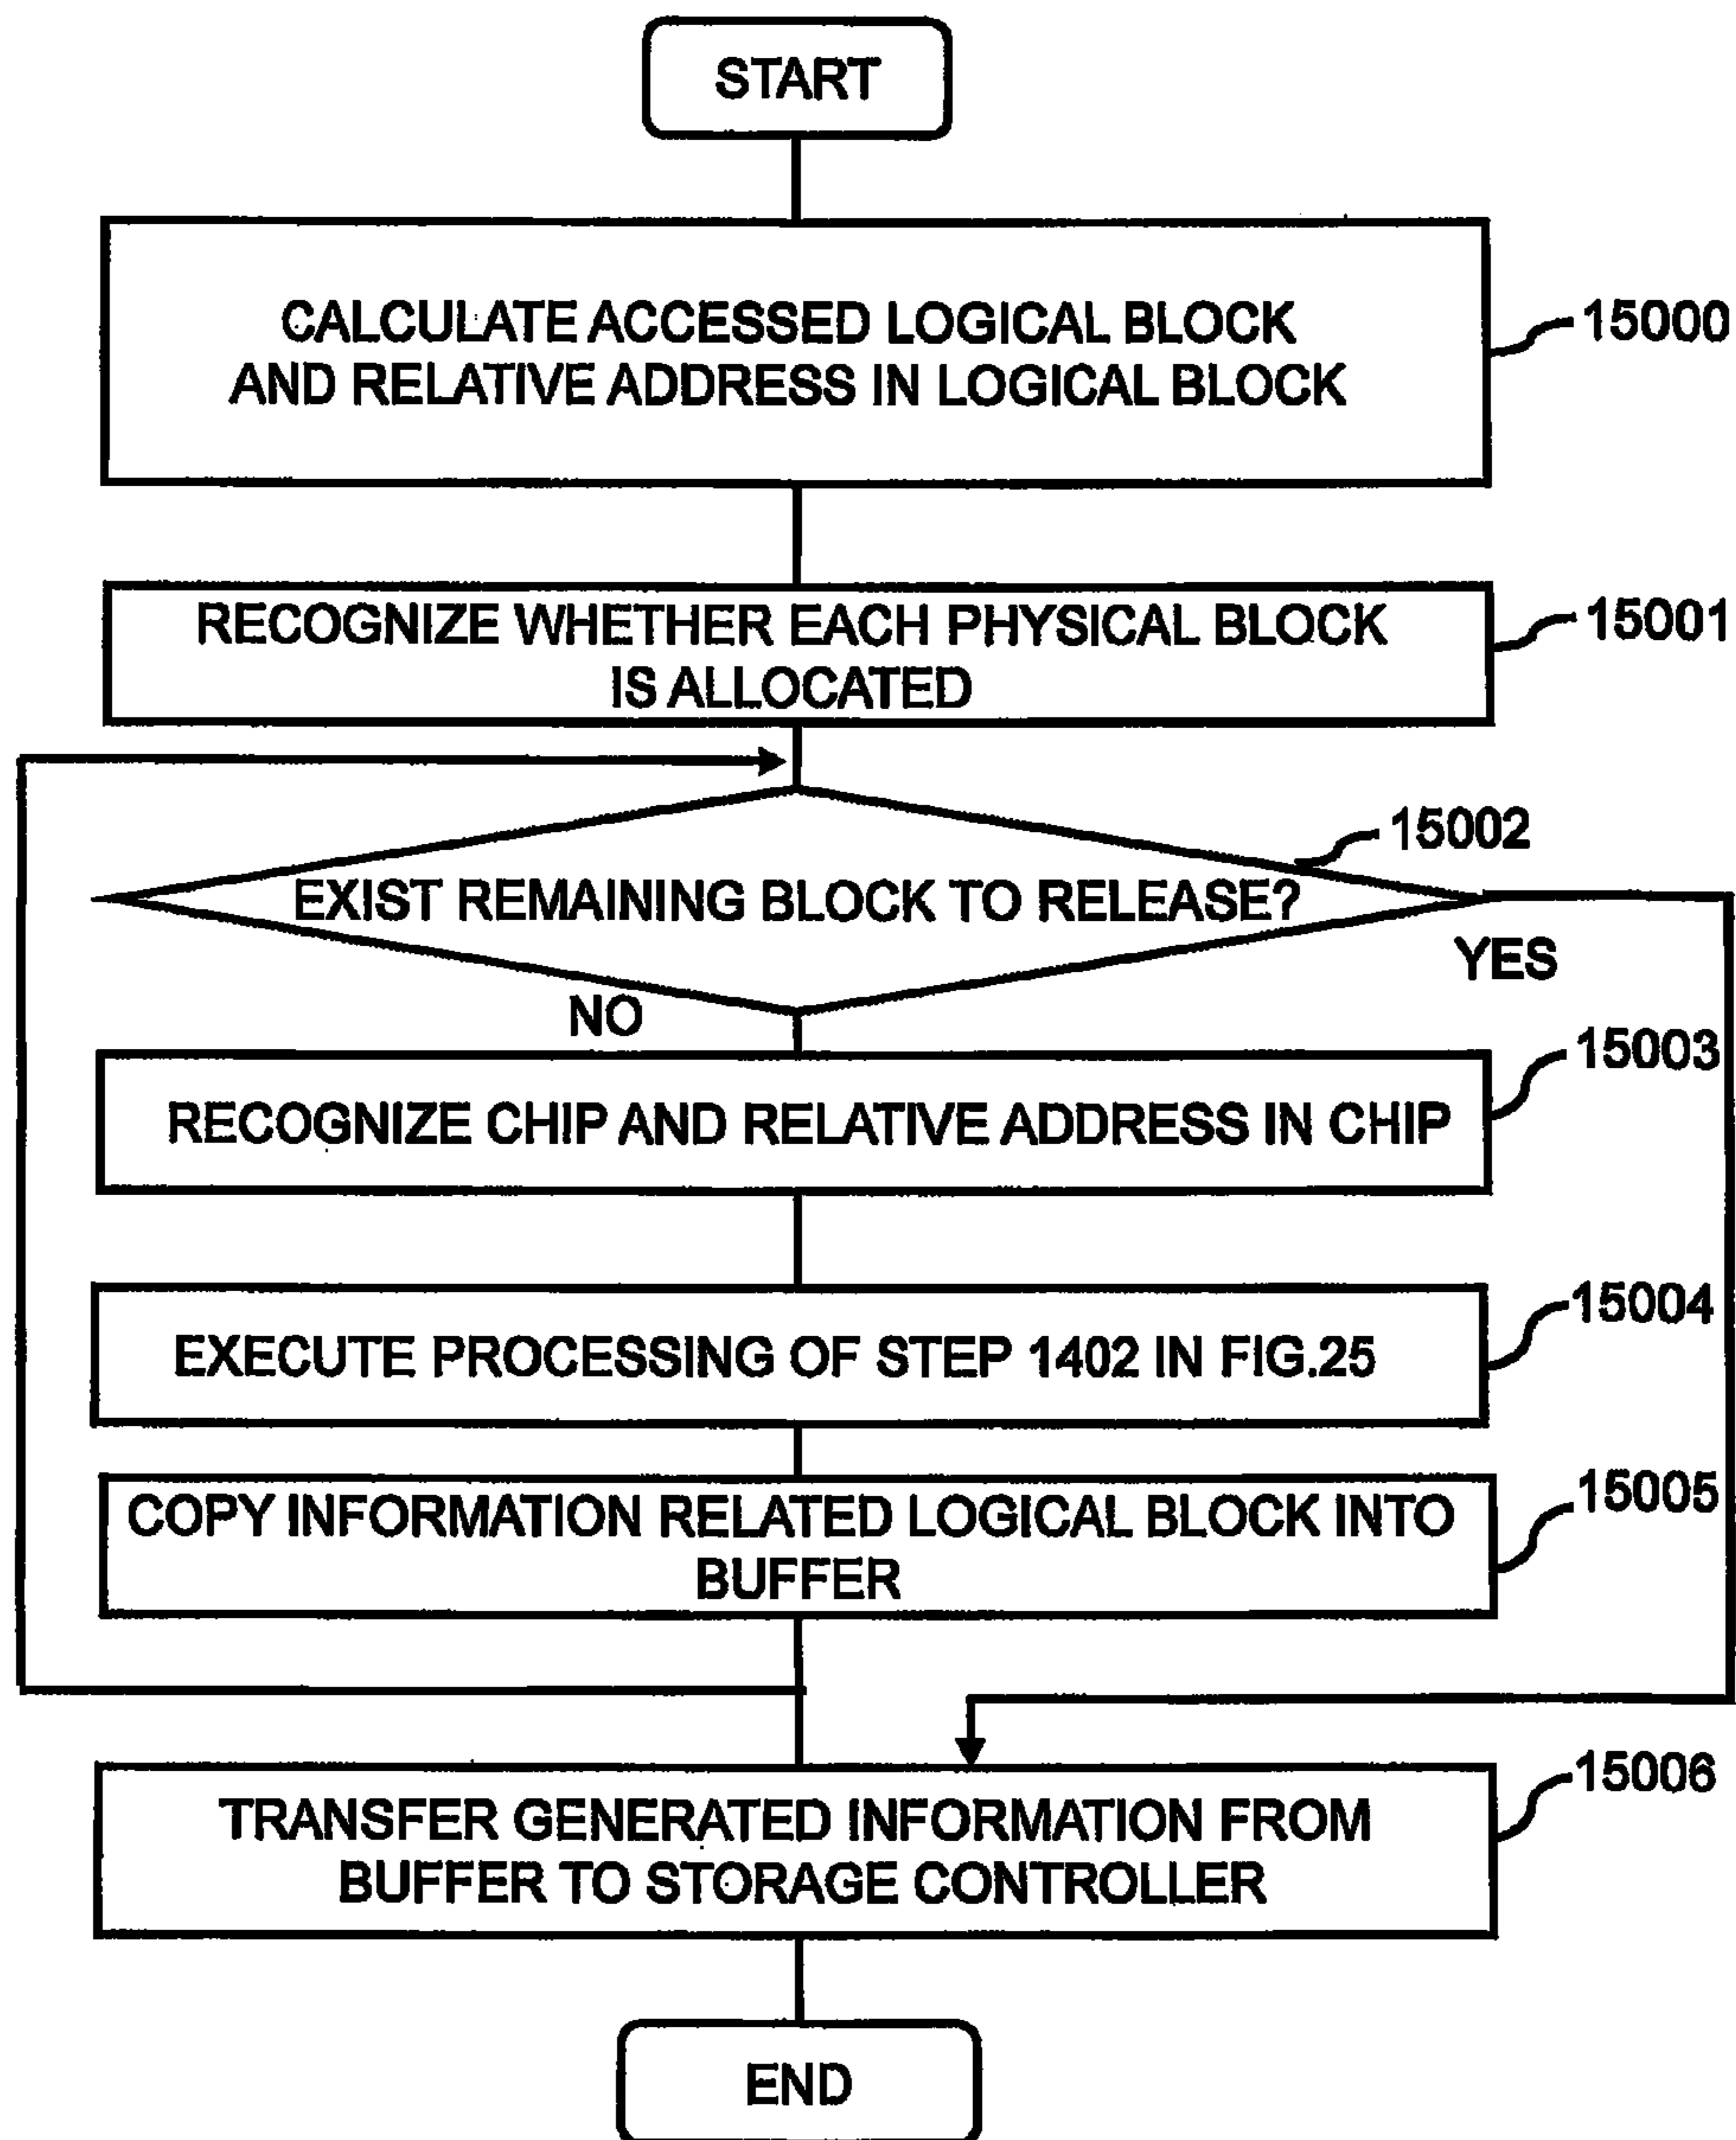 START
CALCULATE ACCESSED LOGICAL BLOCK
AND RELATIVE ADDRESS IN LOGICAL BLOCK
15000
RECOGNIZE WHETHER EACH PHYSICAL BLOCK
IS ALLOCATED
15001
15002
EXIST REMAINING BLOCK TO RELEASE?
YES
NO
15003
RECOGNIZE CHIP AND RELATIVE ADDRESS IN CHIP
15004
EXECUTE PROCESSING OF STEP 1402 IN FIG.25
15005
COPY INFORMATION RELATED LOGICAL BLOCK INTO
BUFFER
15006
TRANSFER GENERATED INFORMATION FROM
BUFFER TO STORAGE CONTROLLER
END